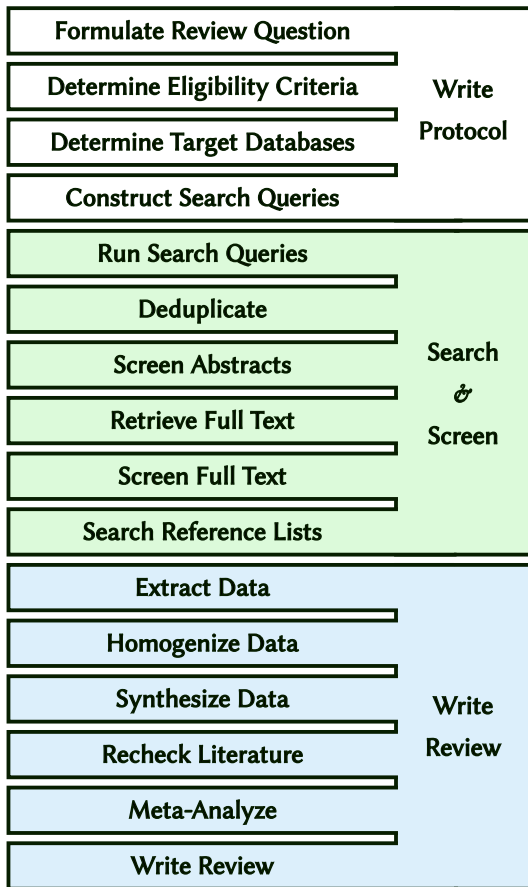 Formulate Review Question
Determine Eligibility Criteria
Determine Target Databases
Construct Search Queries
Write
Protocol
Run Search Queries
Deduplicate
Screen Abstracts
Retrieve Full Text
Screen Full Text
Search Reference Lists
Search
&
Screen
Extract Data
Homogenize Data
Synthesize Data
Recheck Literature
Meta-Analyze
Write Review
Write
Review